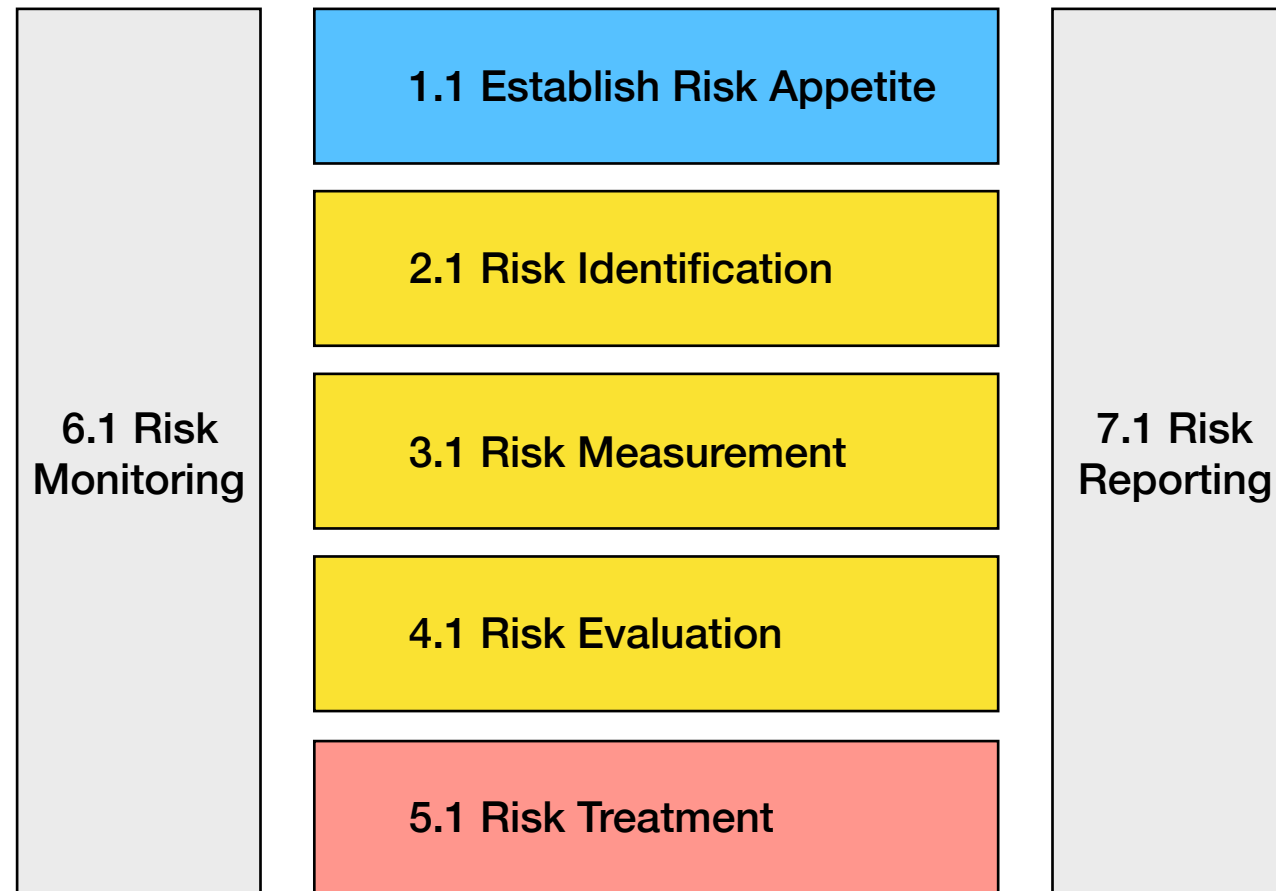 1.1 Establish Risk Appetite
2.1 Risk Identification
3.1 Risk Measurement
4.1 Risk Evaluation
5.1 Risk Treatment
6.1 Risk
Monitoring
7.1 Risk
Reporting